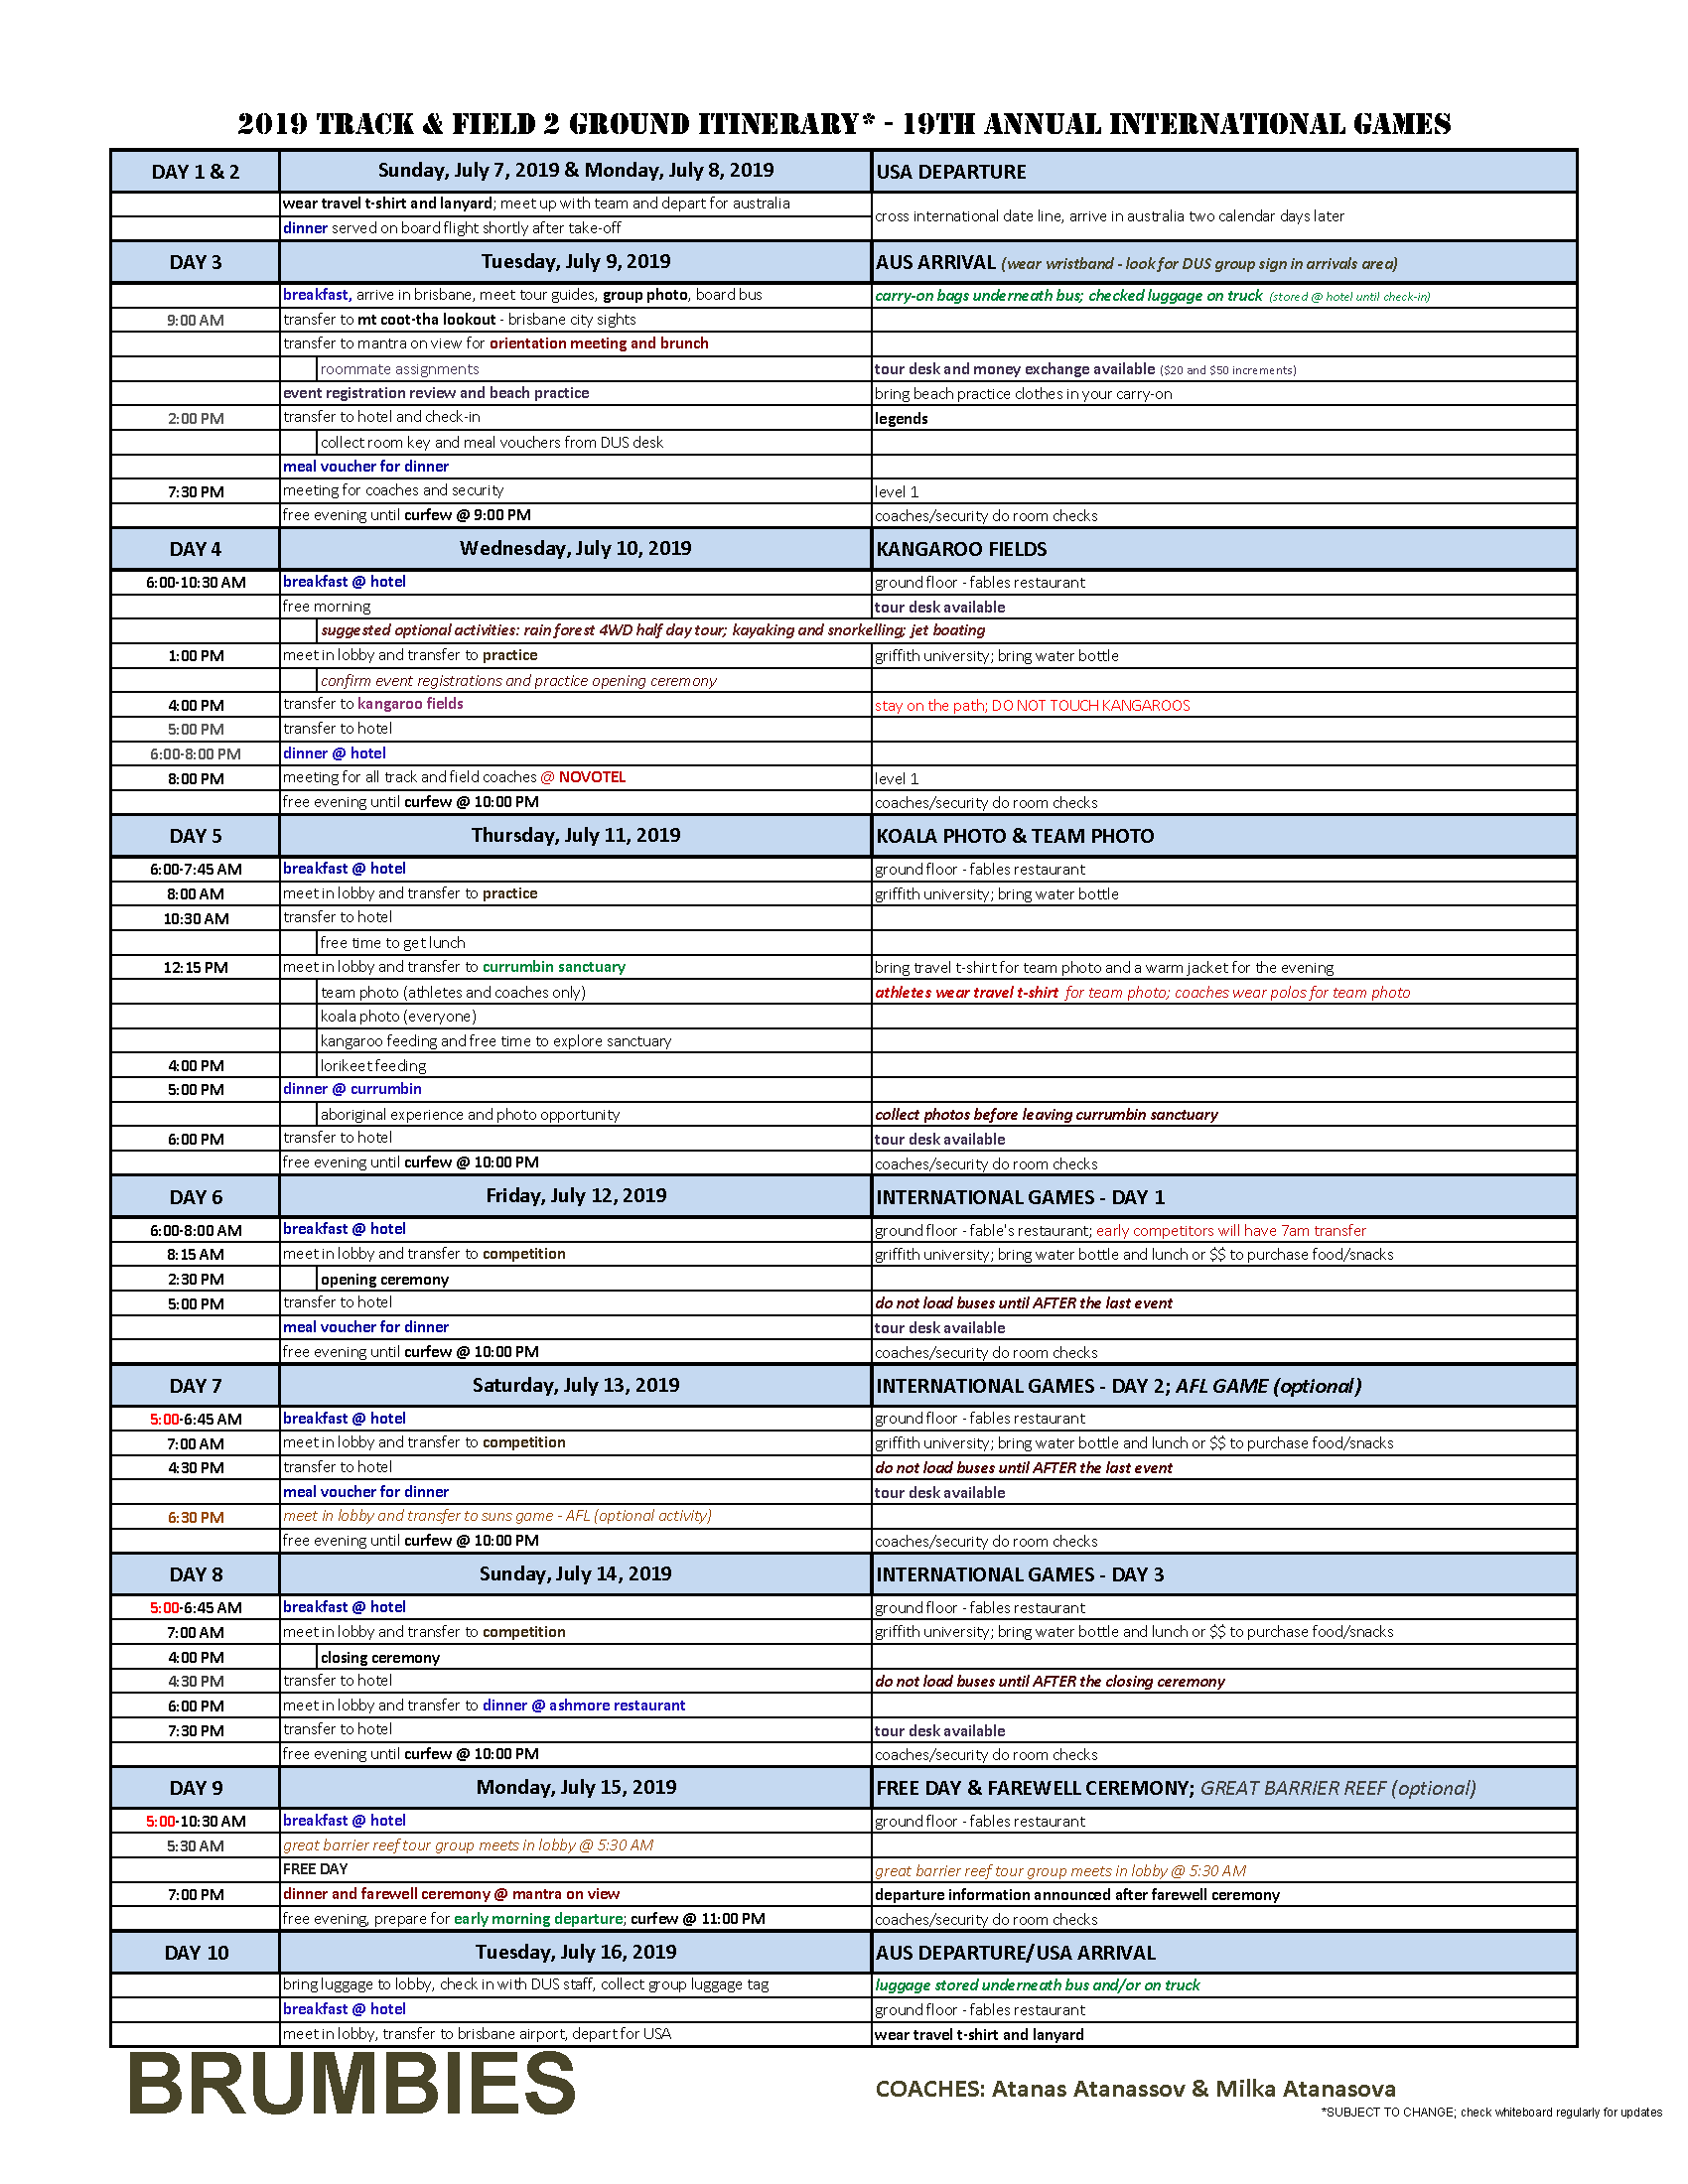 2019 TRACK & FIELD 2 GROUND ITINERARY* - 19TH ANNUAL INTERNATIONAL GAMES
DAY 1 & 2 Sunday, July 7, 2019 & Monday, July 8, 2019 USA DEPARTURE
wear travel t-shirt and lanyard; meet up with team and depart for australia
cross international date line, arrive in australia two calendar days later
dinner served on board flight shortly after take-off
DAY 3 Tuesday, July 9, 2019 AUS ARRIVAL (wear wristband - look for DUS group sign in arrivals area)
breakfast, arrive in brisbane, meet tour guides, group photo, board bus carry-on bags underneath bus; checked luggage on truck (stored @ hotel until check-in)
9:00 AM transfer to mt coot-tha lookout - brisbane city sights
transfer to mantra on view for orientation meeting and brunch
roommate assignments tour desk and money exchange available ($20 and $50 increments)
event registration review and beach practice bring beach practice clothes in your carry-on
2:00 PM transfer to hotel and check-in legends
collect room key and meal vouchers from DUS desk
meal voucher for dinner
7:30 PM meeting for coaches and security level 1
free evening until curfew @ 9:00 PM coaches/security do room checks
DAY 4 Wednesday, July 10, 2019 KANGAROO FIELDS
6:00-10:30 AM breakfast @ hotel ground floor - fables restaurant
free morning tour desk available
suggested optional activities: rain forest 4WD half day tour; kayaking and snorkelling; jet boating
1:00 PM meet in lobby and transfer to practice griffith university; bring water bottle
confirm event registrations and practice opening ceremony
4:00 PM transfer to kangaroo fields stay on the path; DO NOT TOUCH KANGAROOS
5:00 PM transfer to hotel
6:00-8:00 PM dinner @ hotel
8:00 PM meeting for all track and field coaches @ NOVOTEL level 1
free evening until curfew @ 10:00 PM coaches/security do room checks
DAY 5 Thursday, July 11, 2019 KOALA PHOTO & TEAM PHOTO
6:00-7:45 AM breakfast @ hotel ground floor - fables restaurant
8:00 AM meet in lobby and transfer to practice griffith university; bring water bottle
10:30 AM transfer to hotel
free time to get lunch
12:15 PM meet in lobby and transfer to currumbin sanctuary bring travel t-shirt for team photo and a warm jacket for the evening
team photo (athletes and coaches only) athletes wear travel t-shirt for team photo; coaches wear polos for team photo
koala photo (everyone)
kangaroo feeding and free time to explore sanctuary
4:00 PM lorikeet feeding
5:00 PM dinner @ currumbin
aboriginal experience and photo opportunity collect photos before leaving currumbin sanctuary
6:00 PM transfer to hotel tour desk available
free evening until curfew @ 10:00 PM coaches/security do room checks
DAY 6 Friday, July 12, 2019 INTERNATIONAL GAMES - DAY 1
6:00-8:00 AM breakfast @ hotel ground floor - fable's restaurant; early competitors will have 7am transfer
8:15 AM meet in lobby and transfer to competition griffith university; bring water bottle and lunch or $$ to purchase food/snacks
2:30 PM opening ceremony
5:00 PM transfer to hotel do not load buses until AFTER the last event
meal voucher for dinner tour desk available
free evening until curfew @ 10:00 PM coaches/security do room checks
DAY 7 Saturday, July 13, 2019 INTERNATIONAL GAMES - DAY 2; AFL GAME (optional)
5:00-6:45 AM breakfast @ hotel ground floor - fables restaurant
7:00 AM meet in lobby and transfer to competition griffith university; bring water bottle and lunch or $$ to purchase food/snacks
4:30 PM transfer to hotel do not load buses until AFTER the last event
meal voucher for dinner tour desk available
6:30 PM meet in lobby and transfer to suns game - AFL (optional activity)
free evening until curfew @ 10:00 PM coaches/security do room checks
DAY 8 Sunday, July 14, 2019 INTERNATIONAL GAMES - DAY 3
5:00-6:45 AM breakfast @ hotel ground floor - fables restaurant
7:00 AM meet in lobby and transfer to competition griffith university; bring water bottle and lunch or $$ to purchase food/snacks
4:00 PM closing ceremony
4:30 PM transfer to hotel do not load buses until AFTER the closing ceremony
6:00 PM meet in lobby and transfer to dinner @ ashmore restaurant
7:30 PM transfer to hotel tour desk available
free evening until curfew @ 10:00 PM coaches/security do room checks
DAY 9 Monday, July 15, 2019 FREE DAY & FAREWELL CEREMONY; GREAT BARRIER REEF (optional)
5:00-10:30 AM breakfast @ hotel ground floor - fables restaurant
5:30 AM great barrier reef tour group meets in lobby @ 5:30 AM
FREE DAY great barrier reef tour group meets in lobby @ 5:30 AM
7:00 PM dinner and farewell ceremony @ mantra on view departure information announced after farewell ceremony
free evening, prepare for early morning departure; curfew @ 11:00 PM coaches/security do room checks
DAY 10 Tuesday, July 16, 2019 AUS DEPARTURE/USA ARRIVAL
bring luggage to lobby, check in with DUS staff, collect group luggage tag luggage stored underneath bus and/or on truck
breakfast @ hotel ground floor - fables restaurant
meet in lobby, transfer to brisbane airport, depart for USA wear travel t-shirt and lanyard
BRUMBIES COACHES: Atanas Atanassov & Milka Atanasova
*SUBJECT TO CHANGE; check whiteboard regularly for updates